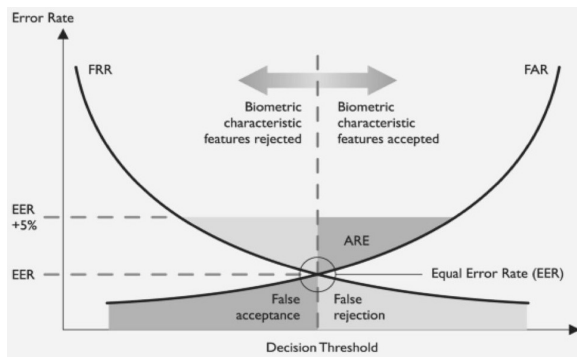 Error Rate
FRR
FAR
Biometric
characteristic
features rejected
Biometric
characteristic
features accepted
EER
+5%
ARE
EER
Equal Error Rate (EER)
False
acceptance
False
rejection
Decision Threshold